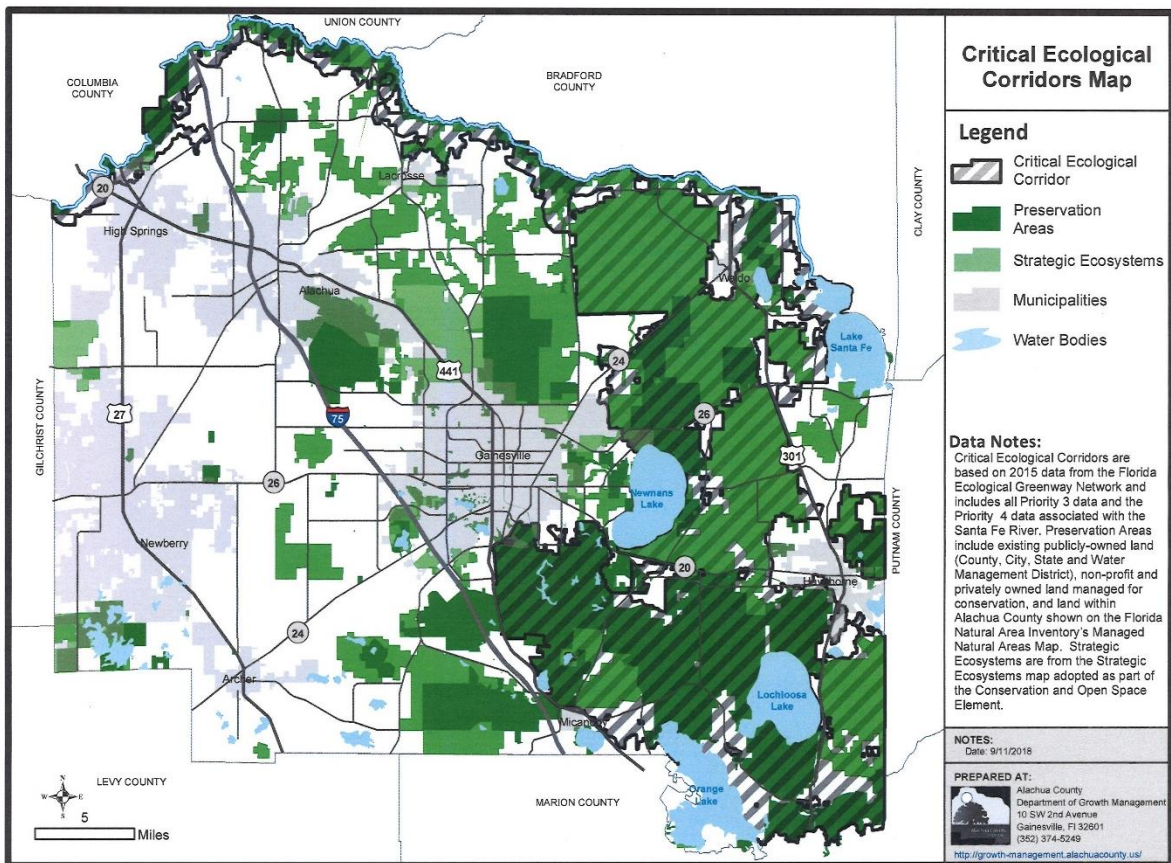 UNION COUNTY
COLUMBIA
COUNTY
BRADFORD
COUNTY
CLAY COUNTY
GILCHRIST COUNTY
PUTNAM COUNTY
LEVY COUNTY
MARION COUNTY
20
High Springs
Lacrosse
Alachua
Waldo
Lake
Santa Fe
24
441
27
75
26
301
Gainesville
26
Newnans
Lake
Newberry
20
Hawthorne
24
Archer
Micanopy
Lochloosa
Lake
Orange
Lake
N
W
E
S
5
Miles
Critical Ecological
Corridors Map
Legend
Critical Ecological
Corridor
Preservation
Areas
Strategic Ecosystems
Municipalities
Water Bodies
Data Notes:
Critical Ecological Corridors are
based on 2015 data from the Florida
Ecological Greenway Network and
includes all Priority 3 data and the
Priority 4 data associated with the
Santa Fe River. Preservation Areas
include existing publicly-owned land
(County, City, State and Water
Management District), non-profit and
privately owned land managed for
conservation, and land within
Alachua County shown on the Florida
Natural Area Inventory's Managed
Natural Areas Map. Strategic
Ecosystems are from the Strategic
Ecosystems map adopted as part of
the Conservation and Open Space
Element.
NOTES:
Date: 9/11/2018
PREPARED AT:
Alachua County
Department of Growth Management
10 SW 2nd Avenue
Gainesville, Fl 32601
(352) 374-5249
http://growth-management.alachuacounty.us/